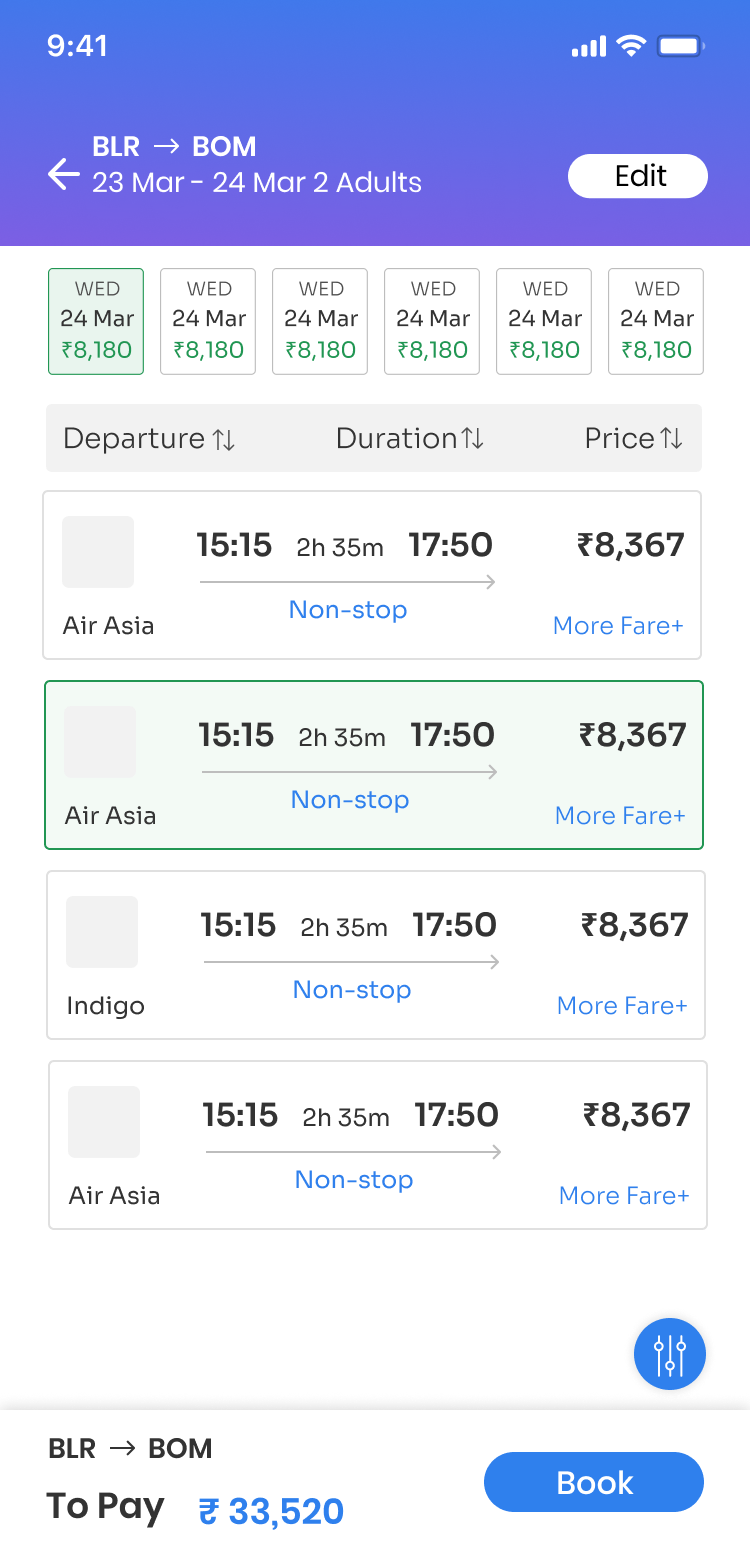 9:41
BLR → BOM
23 Mar - 24 Mar 2 Adults
Edit
WED WED WED WED WED WED
24 Mar 24 Mar 24 Mar 24 Mar 24 Mar 24 Mar
₹8,180 ₹8,180 ₹8,180 ₹8,180 ₹8,180 ₹8,180
Departure ↑↓ Duration ↑↓ Price ↑↓
15:15 2h 35m 17:50 ₹8,367
Non-stop
Air Asia More Fare+
15:15 2h 35m 17:50 ₹8,367
Non-stop
Air Asia More Fare+
15:15 2h 35m 17:50 ₹8,367
Non-stop
Indigo More Fare+
15:15 2h 35m 17:50 ₹8,367
Non-stop
Air Asia More Fare+
BLR → BOM
To Pay ₹ 33,520
Book